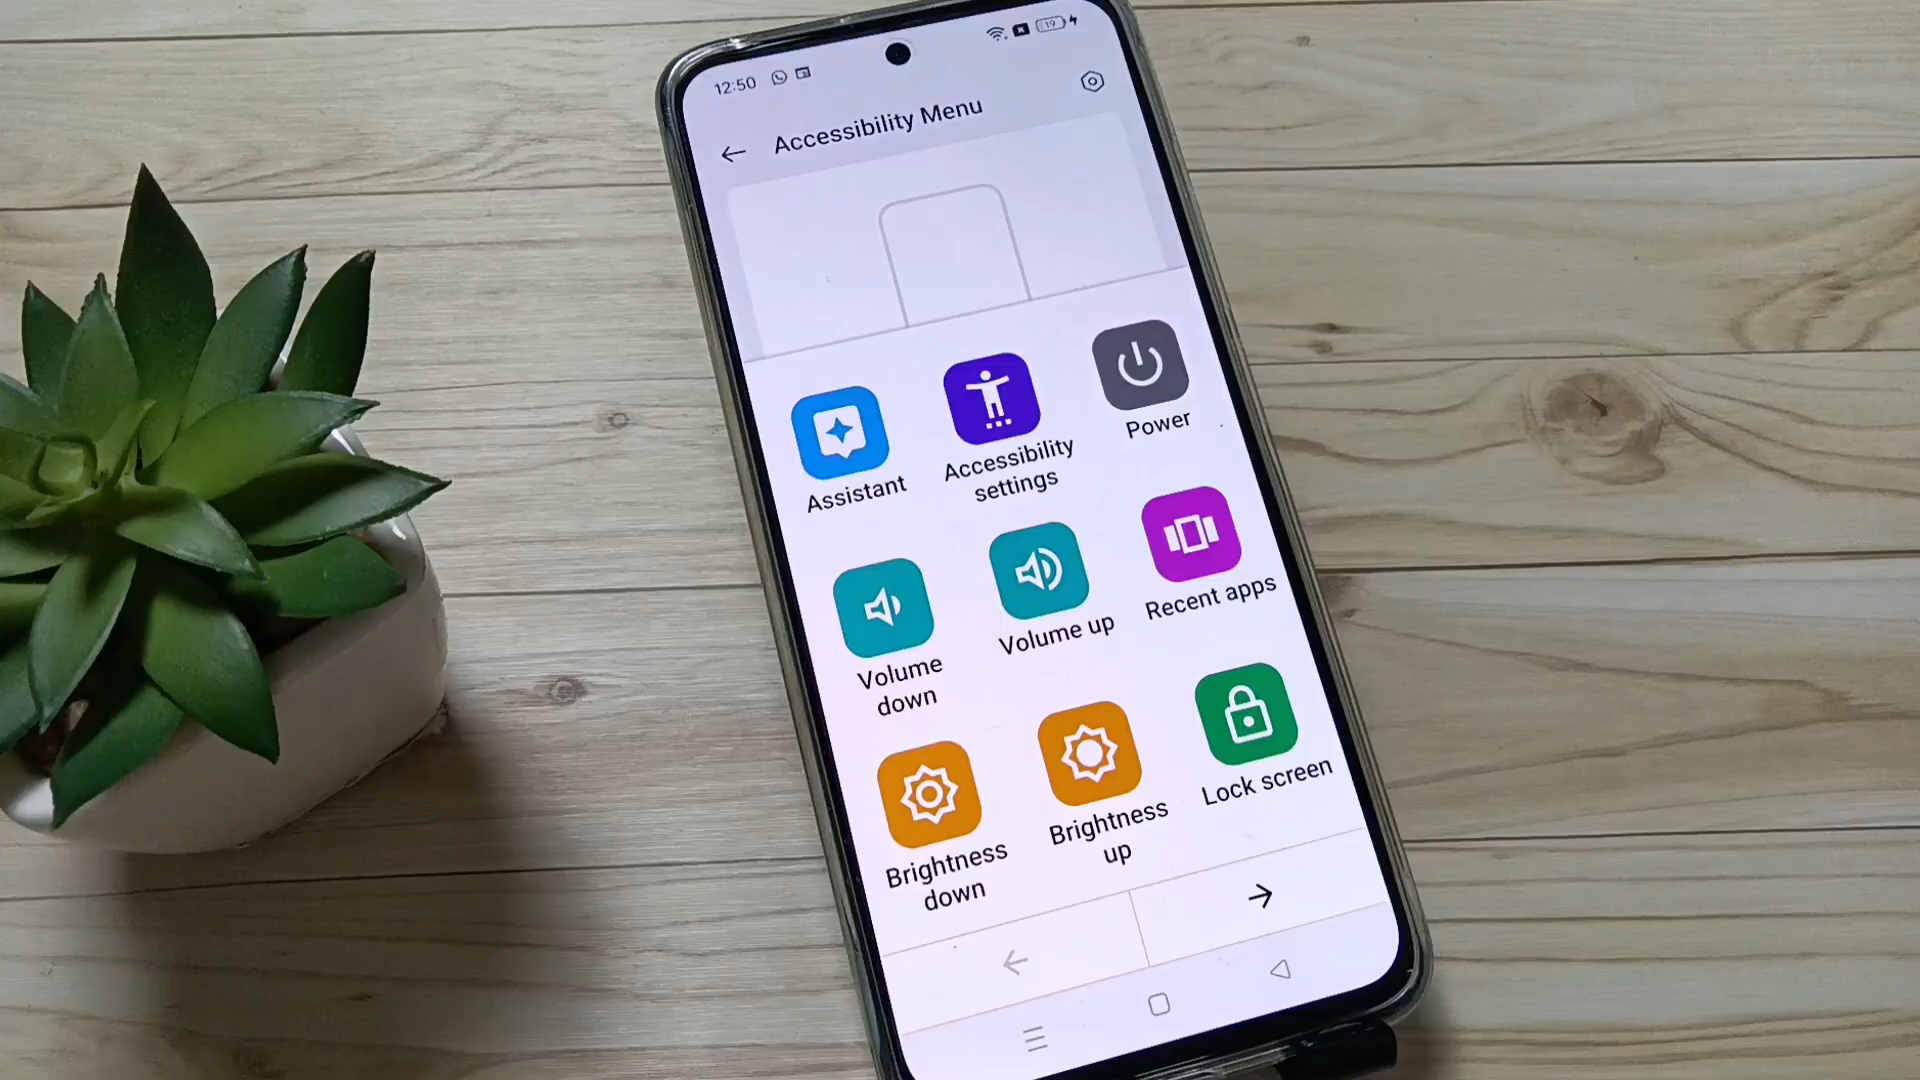 12:50
19
Accessibility Menu
Assistant
Accessibility
settings
Power
Volume
down
Volume up
Recent apps
Brightness
down
Brightness
up
Lock screen